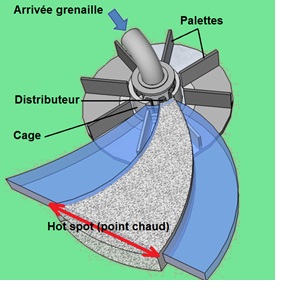 Arrivée grenaille
Palettes
Distributeur
Cage
Hot spot (point chaud)